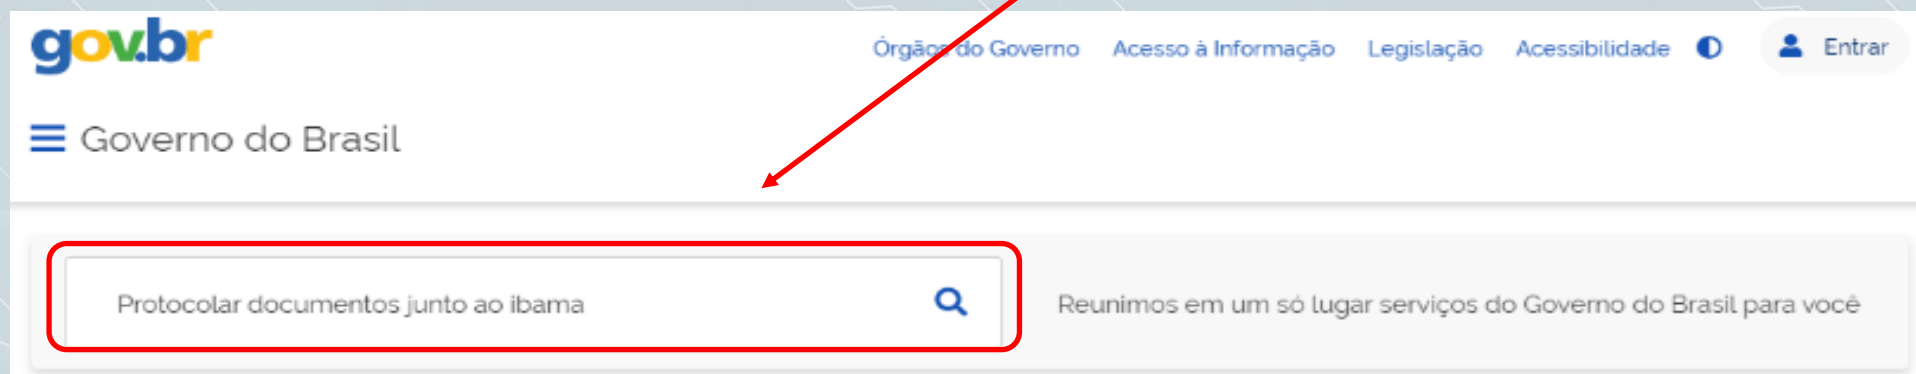 gov.br
Órgãos do Governo Acesso à Informação Legislação Acessibilidade Entrar
Governo do Brasil
Protocolar documentos junto ao ibama
Reunimos em um só lugar serviços do Governo do Brasil para você